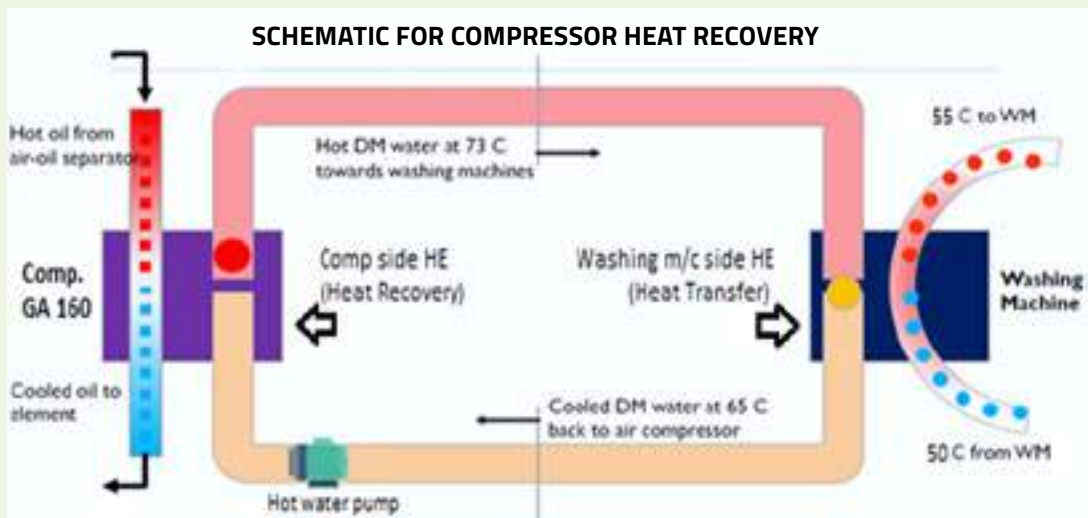 SCHEMATIC FOR COMPRESSOR HEAT RECOVERY
Hot oil from
air-oil separator
Hot DM water at 73 C
towards washing machines
55 C to WM
Comp.
GA 160
Comp side HE
(Heat Recovery)
Washing m/c side HE
(Heat Transfer)
Washing
Machine
Cooled oil to
element
Cooled DM water at 65 C
back to air compressor
50 C from WM
Hot water pump